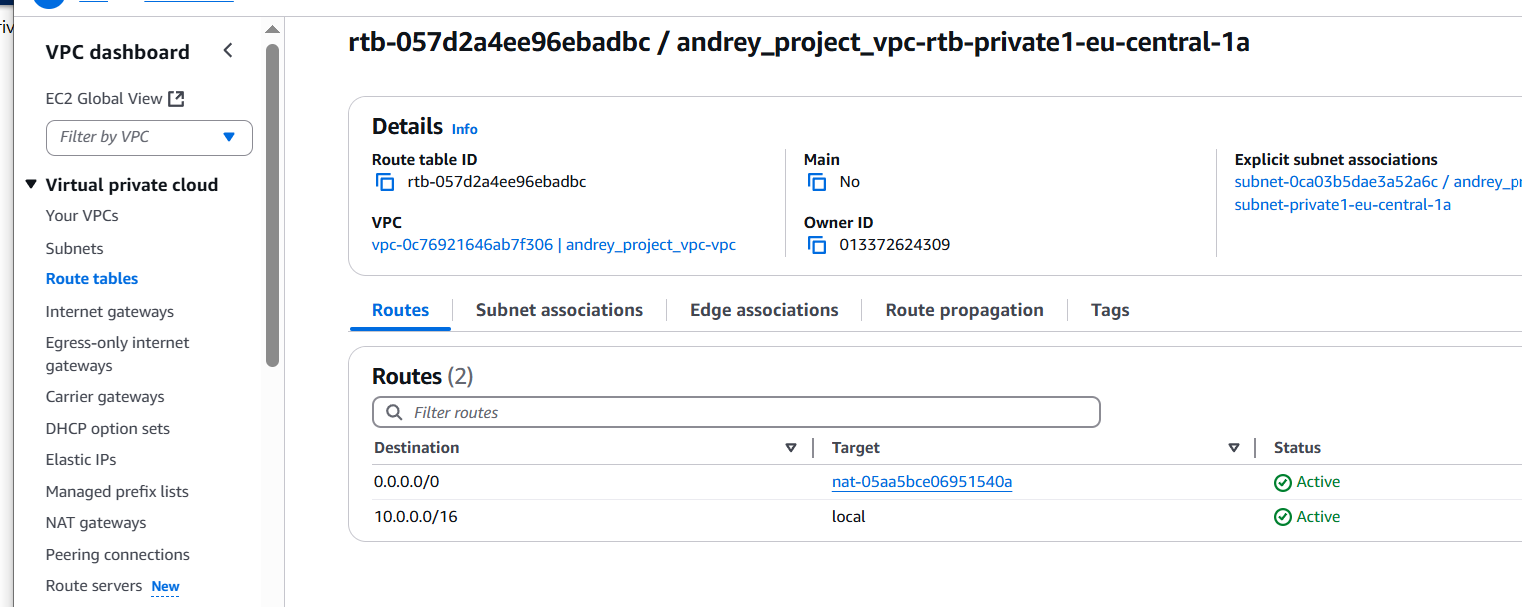 rtb-057d2a4ee96ebadbc / andrey_project_vpc-rtb-private1-eu-central-1a
VPC dashboard
EC2 Global View
Filter by VPC
Virtual private cloud
Your VPCs
Subnets
Route tables
Internet gateways
Egress-only internet
gateways
Carrier gateways
DHCP option sets
Elastic IPs
Managed prefix lists
NAT gateways
Peering connections
Route servers New
Details Info
Route table ID
rtb-057d2a4ee96ebadbc
VPC
vpc-0c76921646ab7f306 | andrey_project_vpc-vpc
Main
No
Owner ID
013372624309
Explicit subnet associations
subnet-0ca03b5dae3a52a6c / andrey_pr
subnet-private1-eu-central-1a
Routes Subnet associations Edge associations Route propagation Tags
Routes (2)
Filter routes
Destination Target Status
0.0.0.0/0 nat-05aa5bce06951540a Active
10.0.0.0/16 local Active